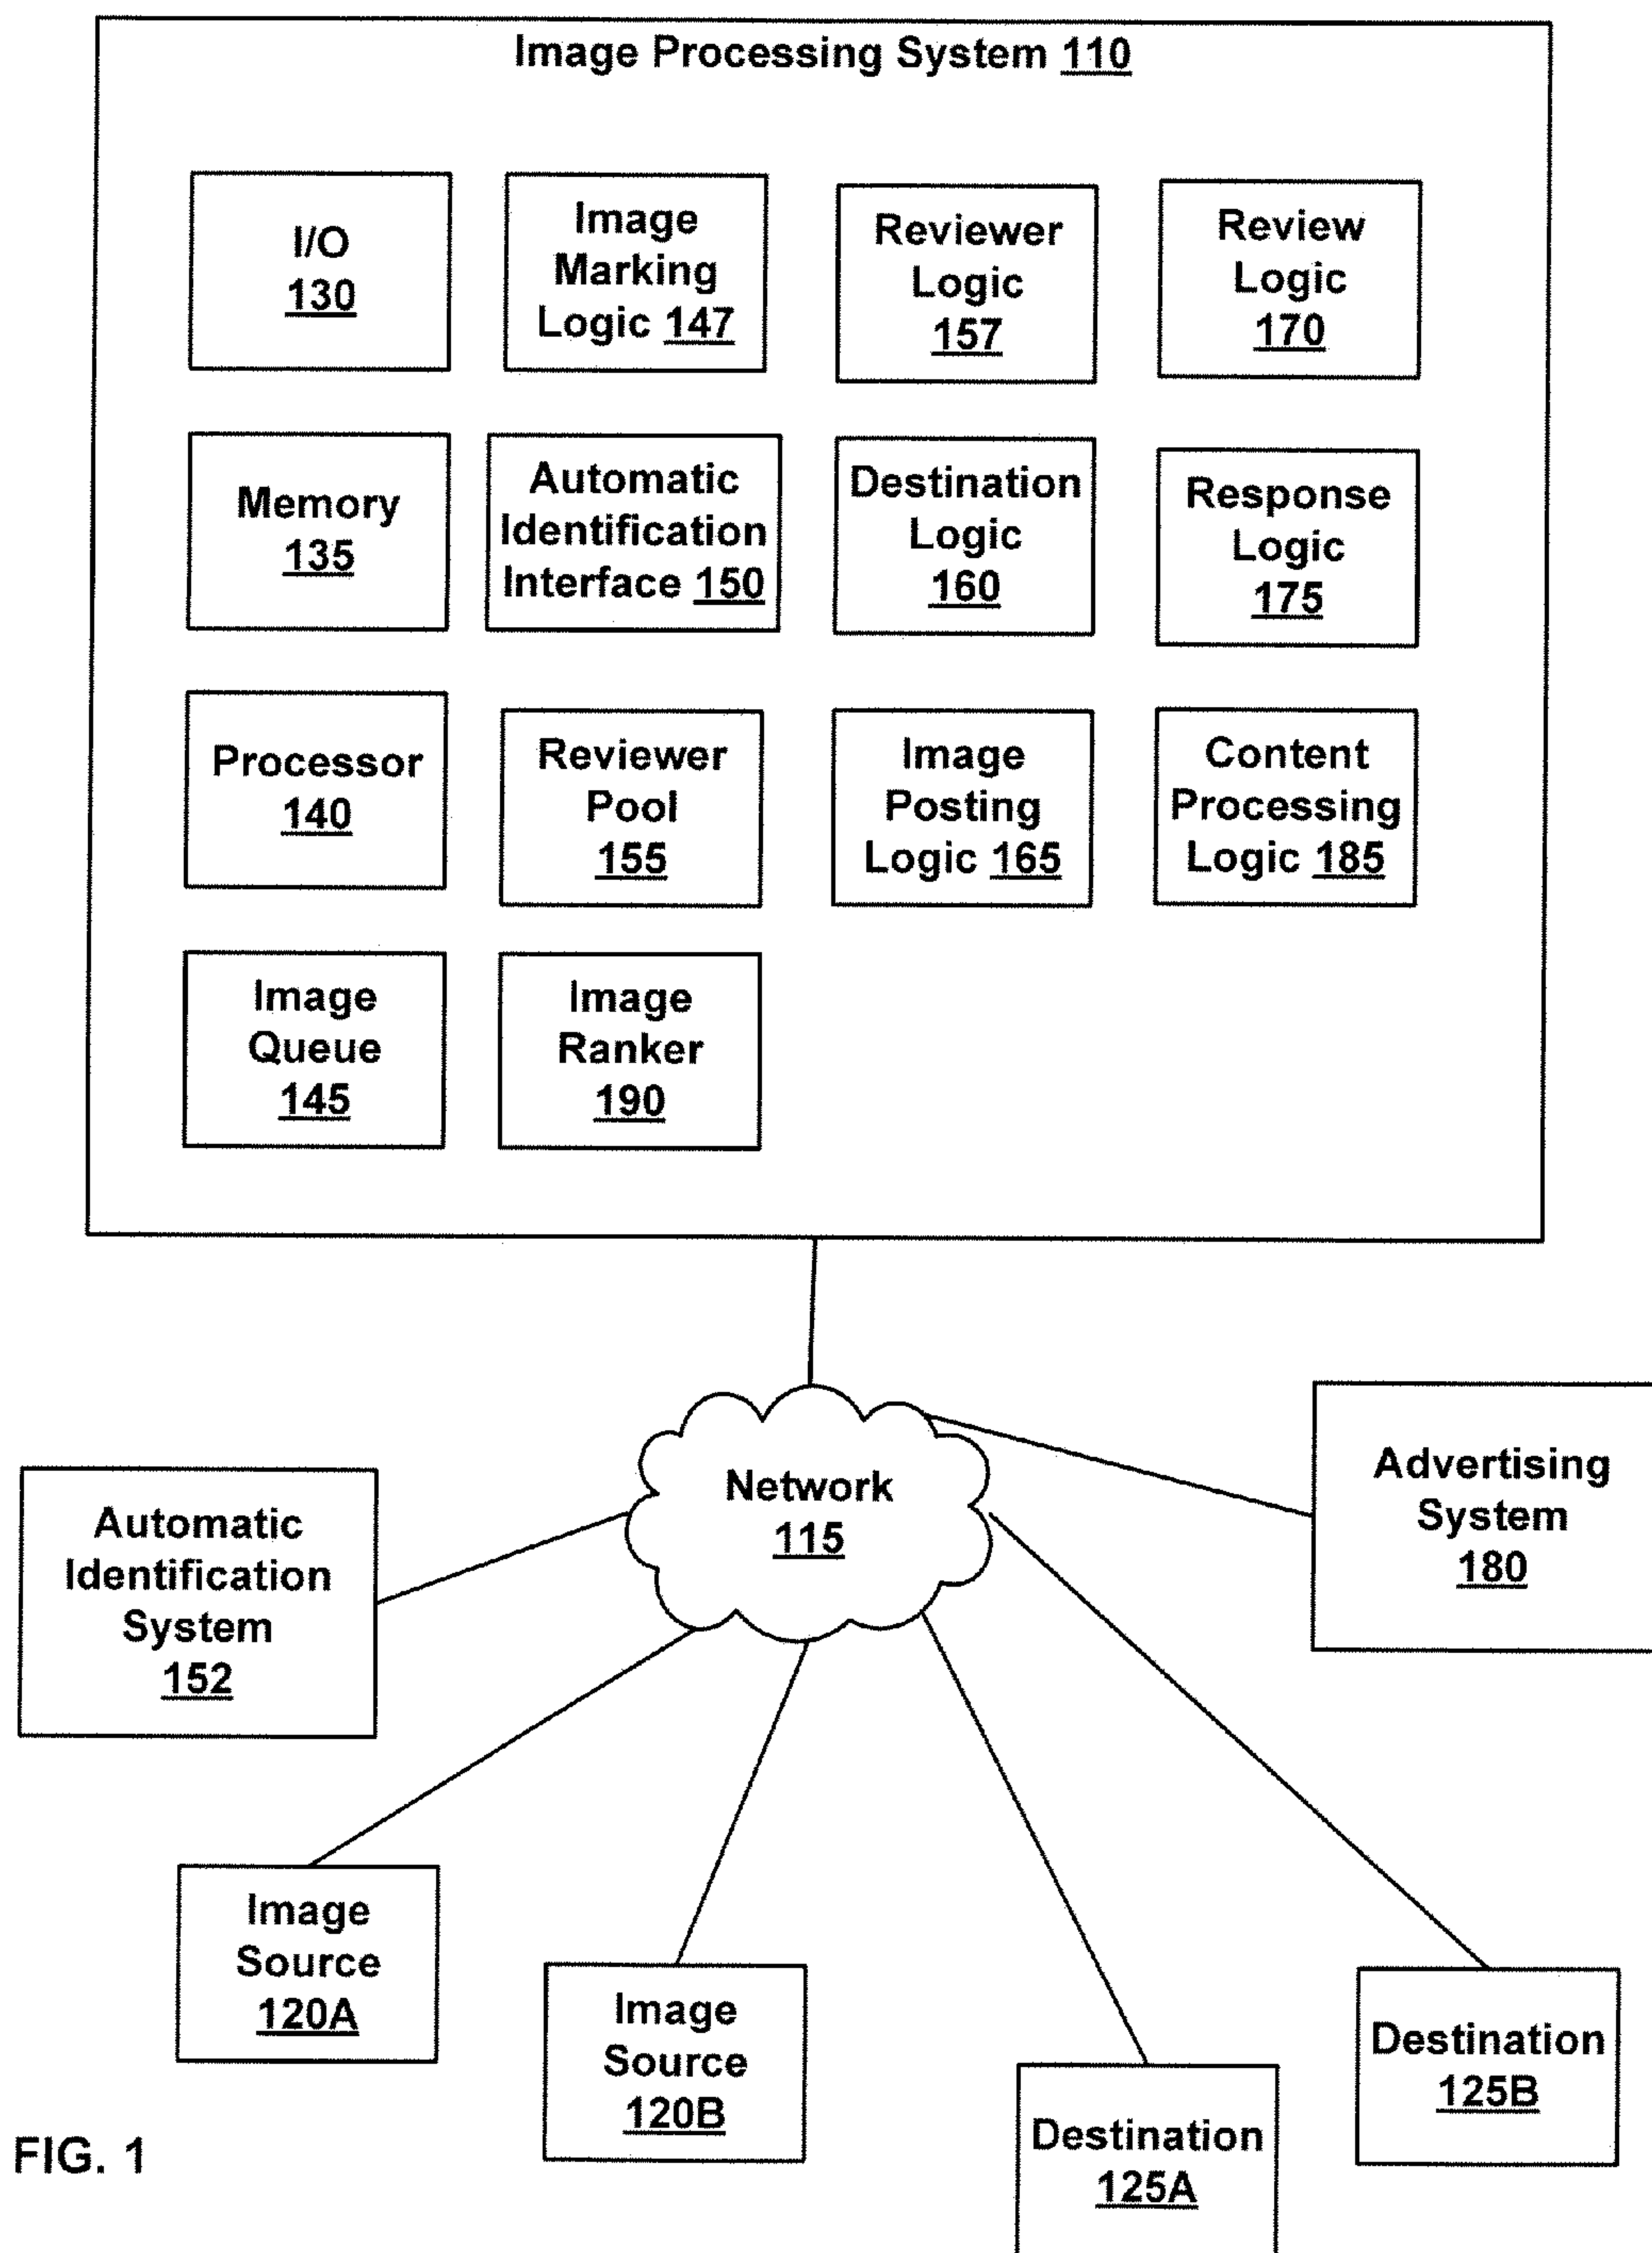 Image Processing System 110
I/O
130
Image
Marking
Logic 147
Reviewer
Logic
157
Review
Logic
170
Memory
135
Automatic
Identification
Interface 150
Destination
Logic
160
Response
Logic
175
Processor
140
Reviewer
Pool
155
Image
Posting
Logic 165
Content
Processing
Logic 185
Image
Queue
145
Image
Ranker
190
Network
115
Advertising
System
180
Automatic
Identification
System
152
Image
Source
120A
Image
Source
120B
Destination
125A
Destination
125B
FIG. 1